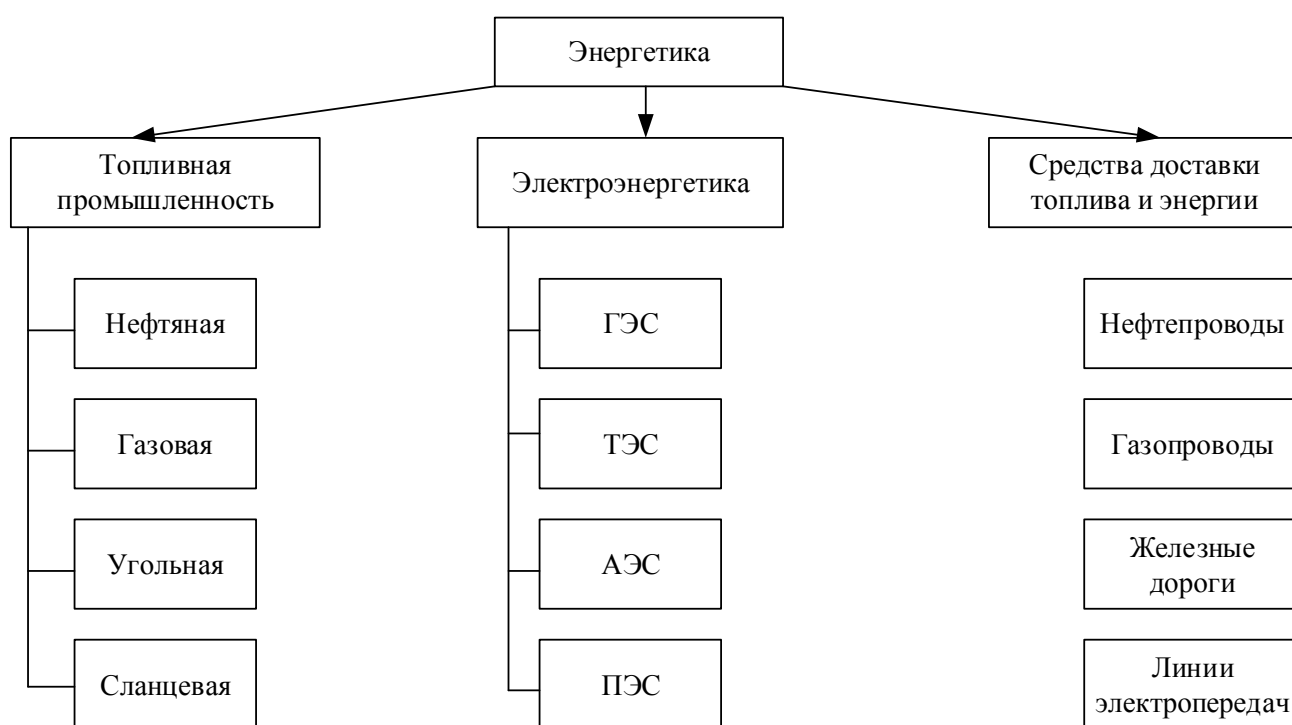 Энергетика
Топливная
промышленность
Электроэнергетика
Средства доставки
топлива и энергии
Нефтяная
ГЭС
Нефтепроводы
Газовая
ТЭС
Газопроводы
Угольная
АЭС
Железные
дороги
Сланцевая
ПЭС
Линии
электропередач